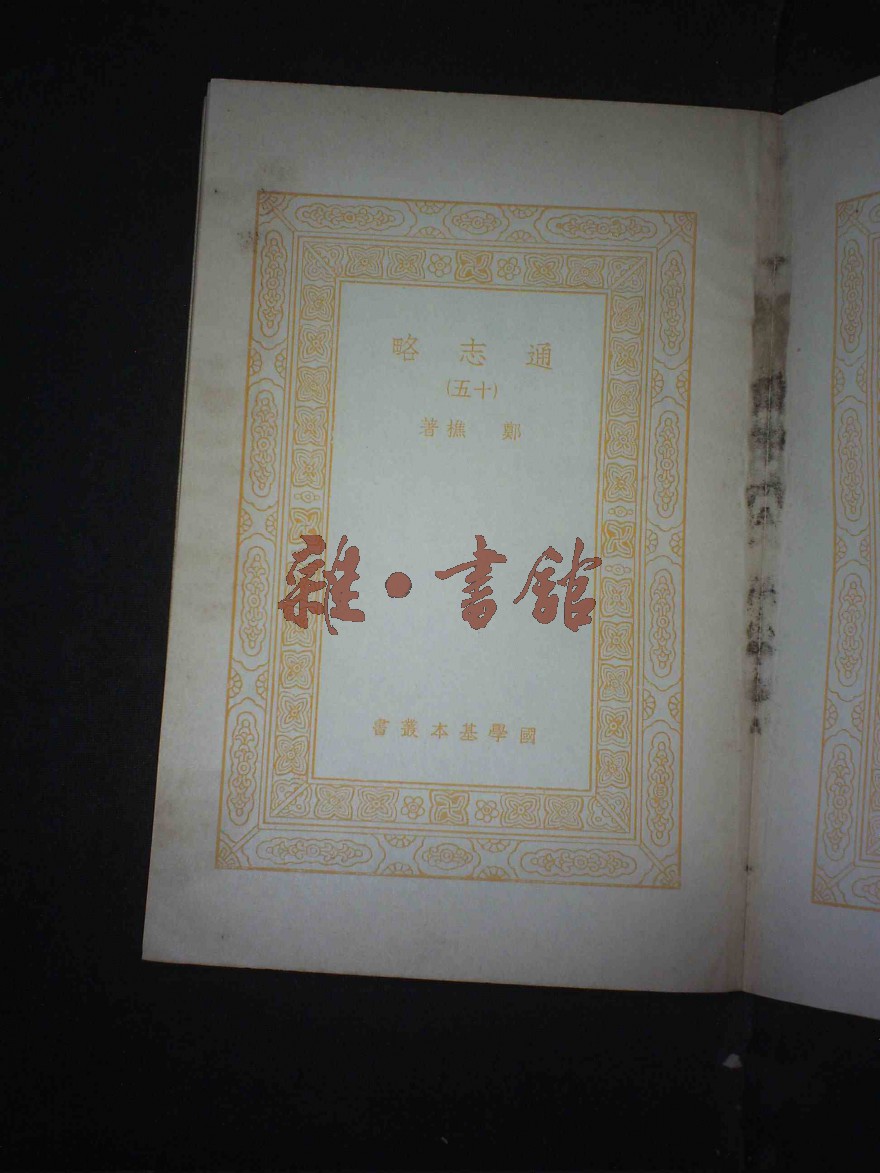 通志略
(十五)
鄭樵著
雜·書館
國學基本叢書